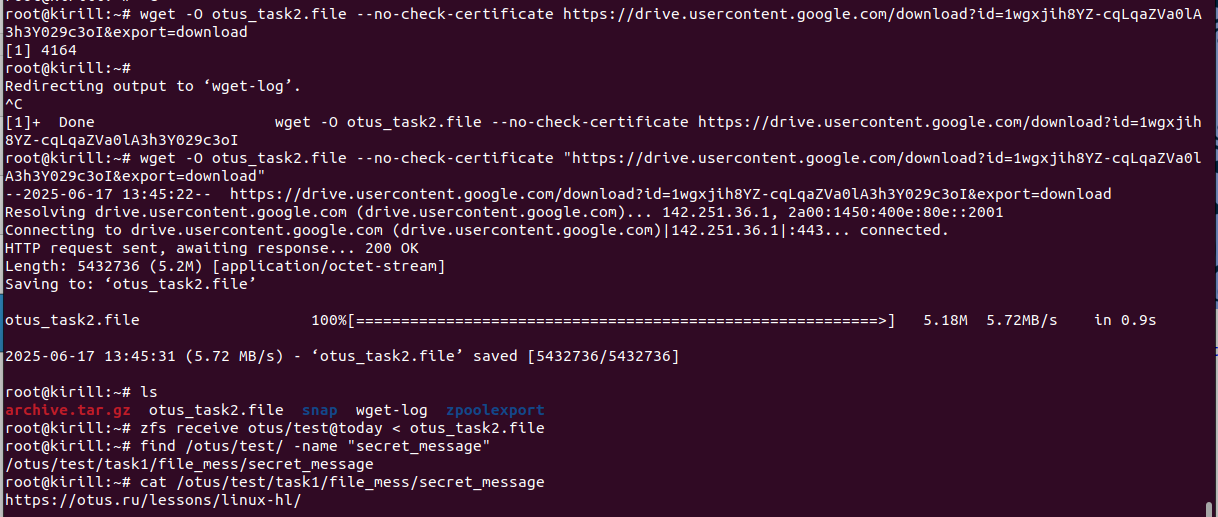 root@kirill:~# wget -O otus_task2.file --no-check-certificate https://drive.usercontent.google.com/download?id=1wgxjih8YZ-cqLqaZVa0lA
3h3Y029c3oI&export=download
[1] 4164
root@kirill:~#
Redirecting output to ‘wget-log’.
^C
[1]+  Done                    wget -O otus_task2.file --no-check-certificate https://drive.usercontent.google.com/download?id=1wgxjih
8YZ-cqLqaZVa0lA3h3Y029c3oI
root@kirill:~# wget -O otus_task2.file --no-check-certificate "https://drive.usercontent.google.com/download?id=1wgxjih8YZ-cqLqaZVa0l
A3h3Y029c3oI&export=download"
--2025-06-17 13:45:22--  https://drive.usercontent.google.com/download?id=1wgxjih8YZ-cqLqaZVa0lA3h3Y029c3oI&export=download
Resolving drive.usercontent.google.com (drive.usercontent.google.com)... 142.251.36.1, 2a00:1450:400e:80e::2001
Connecting to drive.usercontent.google.com (drive.usercontent.google.com)|142.251.36.1|:443... connected.
HTTP request sent, awaiting response... 200 OK
Length: 5432736 (5.2M) [application/octet-stream]
Saving to: ‘otus_task2.file’
otus_task2.file                   100%[==========================================================>]   5.18M  5.72MB/s    in 0.9s
2025-06-17 13:45:31 (5.72 MB/s) - ‘otus_task2.file’ saved [5432736/5432736]
root@kirill:~# ls
archive.tar.gz  otus_task2.file  snap  wget-log  zpoolexport
root@kirill:~# zfs receive otus/test@today < otus_task2.file
root@kirill:~# find /otus/test/ -name "secret_message"
/otus/test/task1/file_mess/secret_message
root@kirill:~# cat /otus/test/task1/file_mess/secret_message
https://otus.ru/lessons/linux-hl/